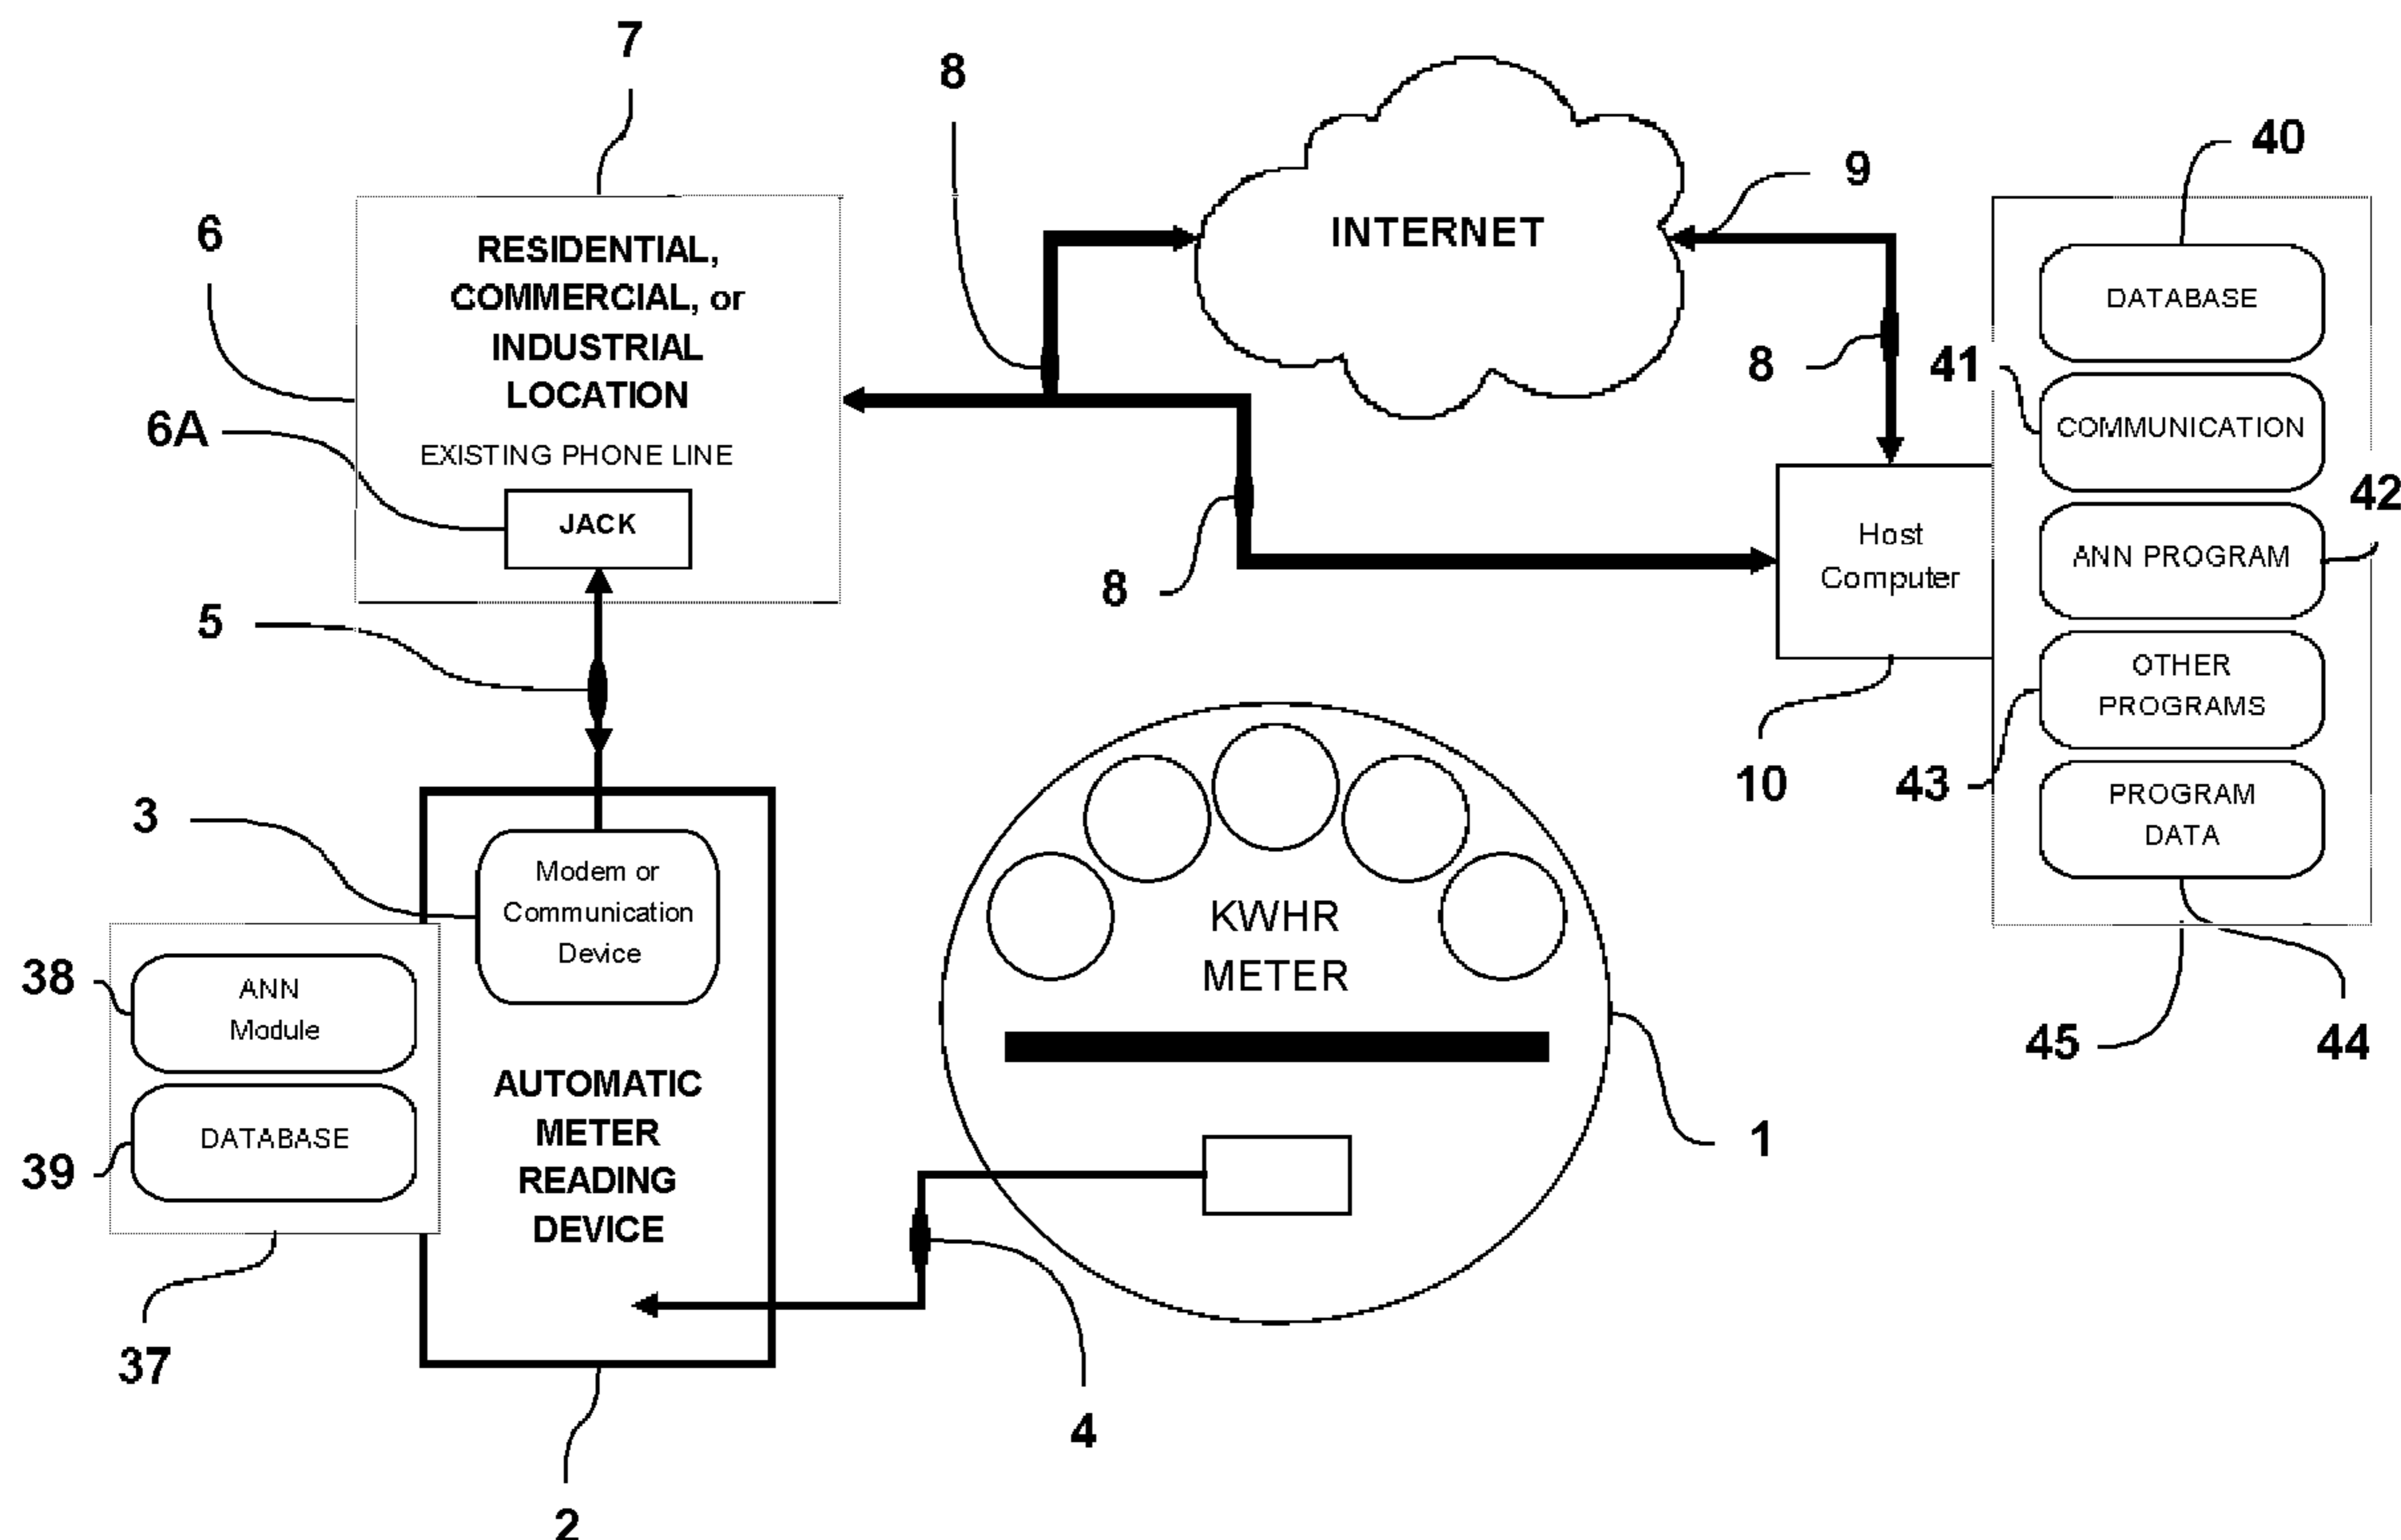 7
8
40
9
6
RESIDENTIAL,
COMMERCIAL, or
INDUSTRIAL
LOCATION
INTERNET
DATABASE
8
41
6A
EXISTING PHONE LINE
COMMUNICATION
42
JACK
8
Host
Computer
ANN PROGRAM
5
OTHER
PROGRAMS
10
43
3
PROGRAM
DATA
Modem or
Communication
Device
KWHR
METER
38
ANN
Module
45
44
AUTOMATIC
METER
READING
DEVICE
39
DATABASE
1
37
4
2